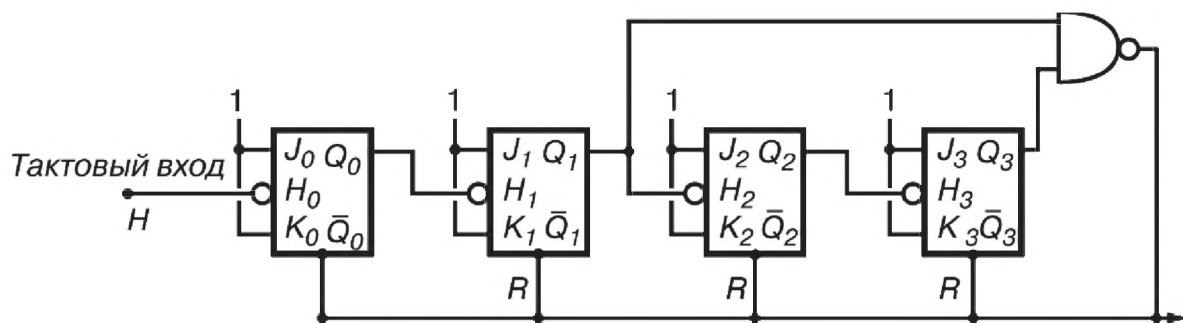 1 1 1 1
J0 Q0 J1 Q1 J2 Q2 J3 Q3
Тактовый вход
H0 H1 H2 H3
H
K0 Q̄0 K1 Q̄1 K2 Q̄2 K3 Q̄3
R R R